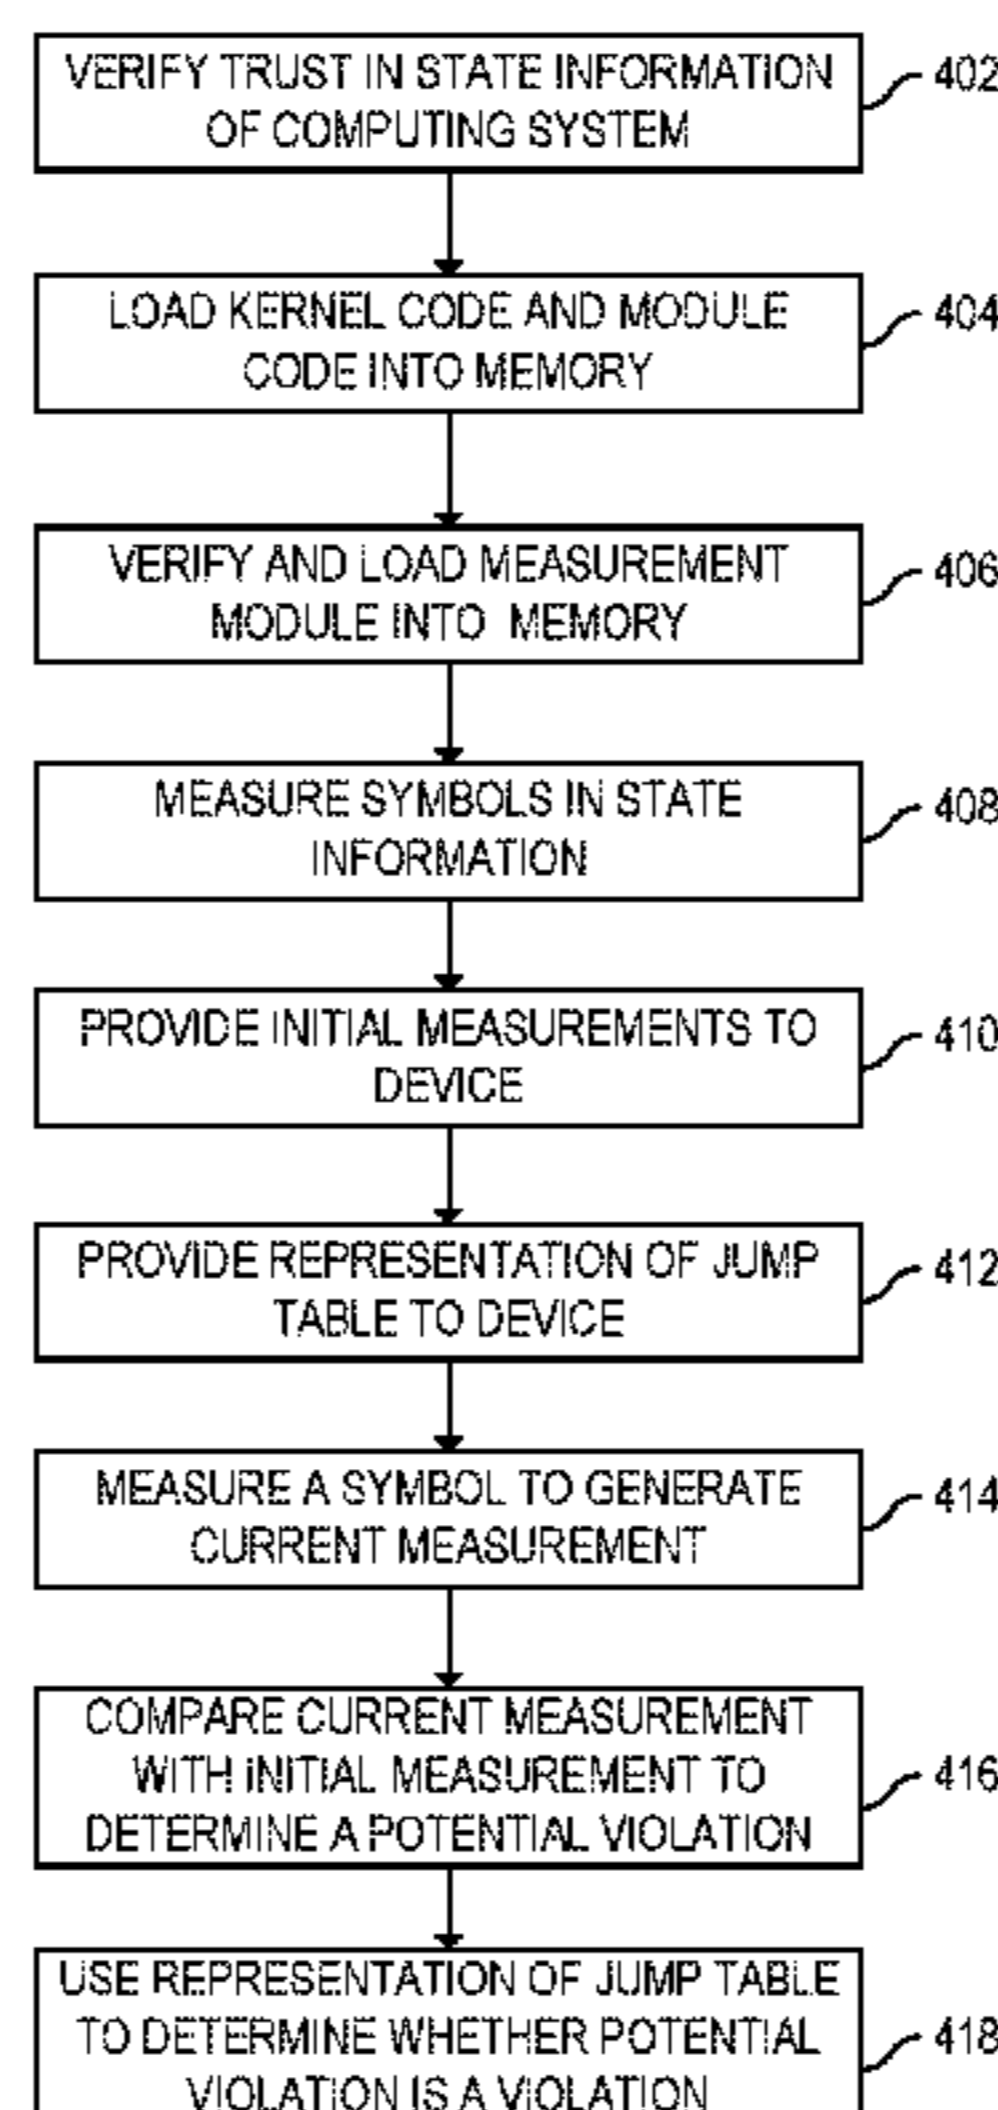 VERIFY TRUST IN STATE INFORMATION
OF COMPUTING SYSTEM
402
LOAD KERNEL CODE AND MODULE
CODE INTO MEMORY
404
VERIFY AND LOAD MEASUREMENT
MODULE INTO MEMORY
406
MEASURE SYMBOLS IN STATE
INFORMATION
408
PROVIDE INITIAL MEASUREMENTS TO
DEVICE
410
PROVIDE REPRESENTATION OF JUMP
TABLE TO DEVICE
412
MEASURE A SYMBOL TO GENERATE
CURRENT MEASUREMENT
414
COMPARE CURRENT MEASUREMENT
WITH INITIAL MEASUREMENT TO
DETERMINE A POTENTIAL VIOLATION
416
USE REPRESENTATION OF JUMP TABLE
TO DETERMINE WHETHER POTENTIAL
VIOLATION IS A VIOLATION
418